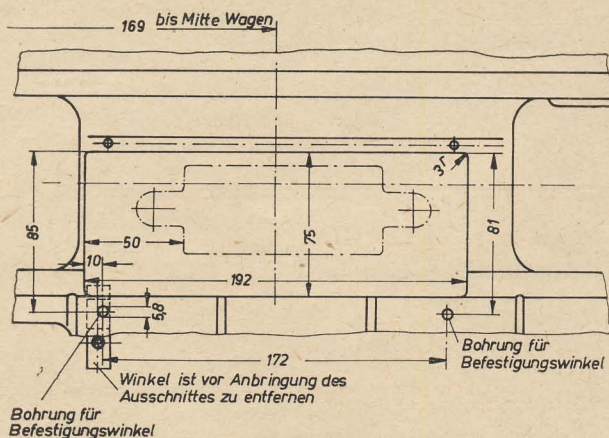 169 bis Mitte Wagen
3r
85
75
81
50
10
192
5,8
172
Bohrung für
Befestigungswinkel
Winkel ist vor Anbringung des
Ausschnittes zu entfernen
Bohrung für
Befestigungswinkel